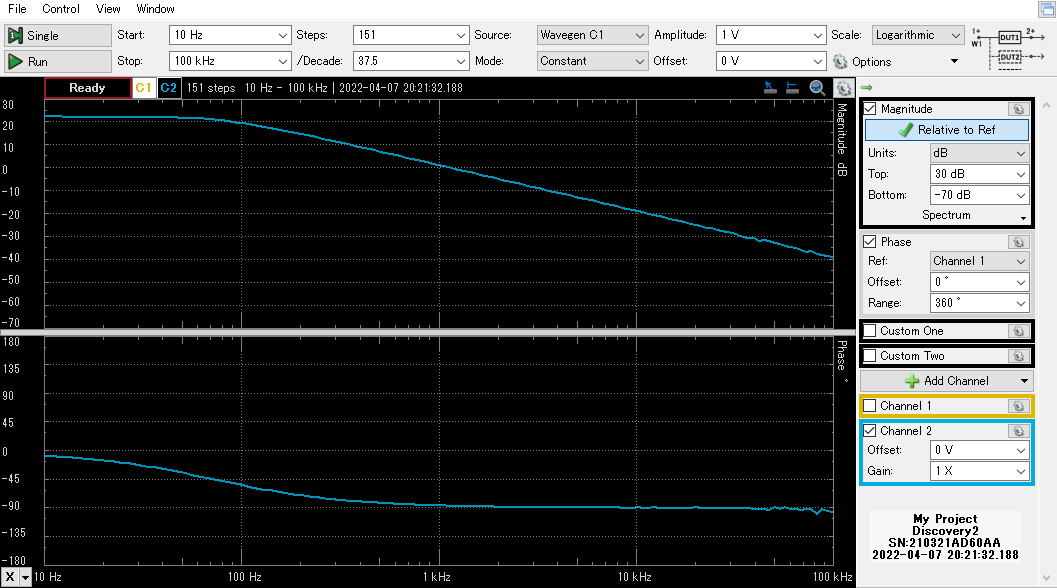 File Control View Window
Single Start: 10 Hz Steps: 151 Source: Wavegen C1 Amplitude: 1 V Scale: Logarithmic
Run Stop: 100 kHz /Decade: 37.5 Mode: Constant Offset: 0 V Options
1+ 2+
W1 DUT1
DUT2
Ready C1 C2 151 steps 10 Hz - 100 kHz | 2022-04-07 20:21:32.188
30
20
10
0
-10
-20
-30
-40
-50
-60
-70
Magnitude dB
180
135
90
45
0
-45
-90
-135
-180
Phase °
X 10 Hz 100 Hz 1 kHz 10 kHz 100 kHz
Magnitude
Relative to Ref
Units: dB
Top: 30 dB
Bottom: -70 dB
Spectrum
Phase
Ref: Channel 1
Offset: 0 °
Range: 360 °
Custom One
Custom Two
Add Channel
Channel 1
Channel 2
Offset: 0 V
Gain: 1 X
My Project
Discovery2
SN:210321AD60AA
2022-04-07 20:21:32.188